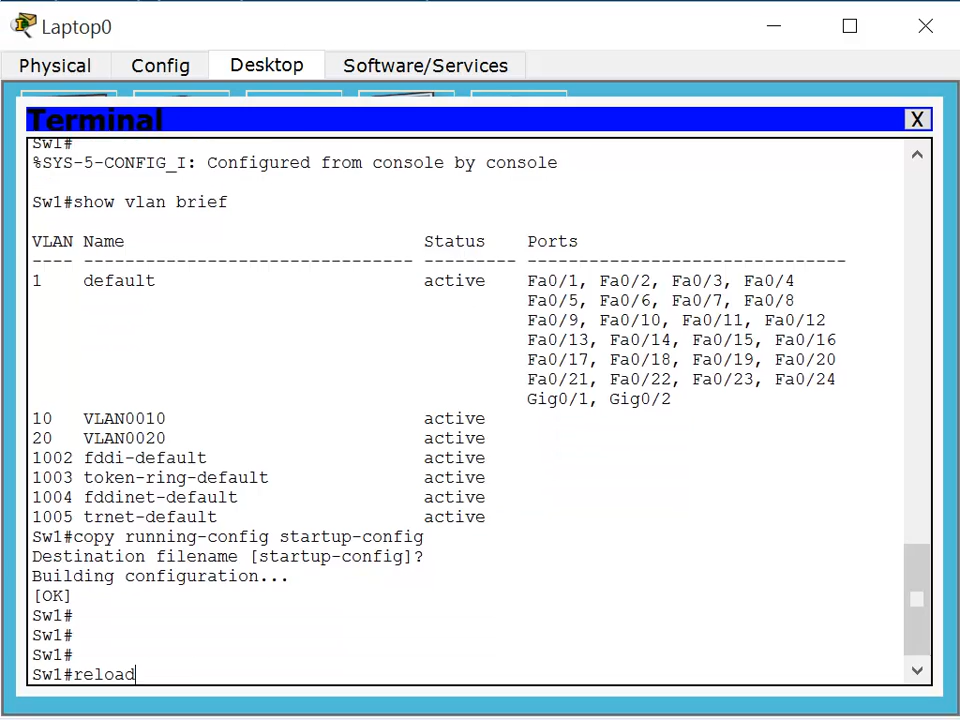 Laptop0
Physical Config Desktop Software/Services
Terminal X
Sw1#
%SYS-5-CONFIG_I: Configured from console by console
Sw1#show vlan brief
VLAN Name Status Ports
---- -------------------------------- --------- -------------------------------
1 default active Fa0/1, Fa0/2, Fa0/3, Fa0/4
Fa0/5, Fa0/6, Fa0/7, Fa0/8
Fa0/9, Fa0/10, Fa0/11, Fa0/12
Fa0/13, Fa0/14, Fa0/15, Fa0/16
Fa0/17, Fa0/18, Fa0/19, Fa0/20
Fa0/21, Fa0/22, Fa0/23, Fa0/24
Gig0/1, Gig0/2
10 VLAN0010 active
20 VLAN0020 active
1002 fddi-default active
1003 token-ring-default active
1004 fddinet-default active
1005 trnet-default active
Sw1#copy running-config startup-config
Destination filename [startup-config]?
Building configuration...
[OK]
Sw1#
Sw1#
Sw1#
Sw1#reload